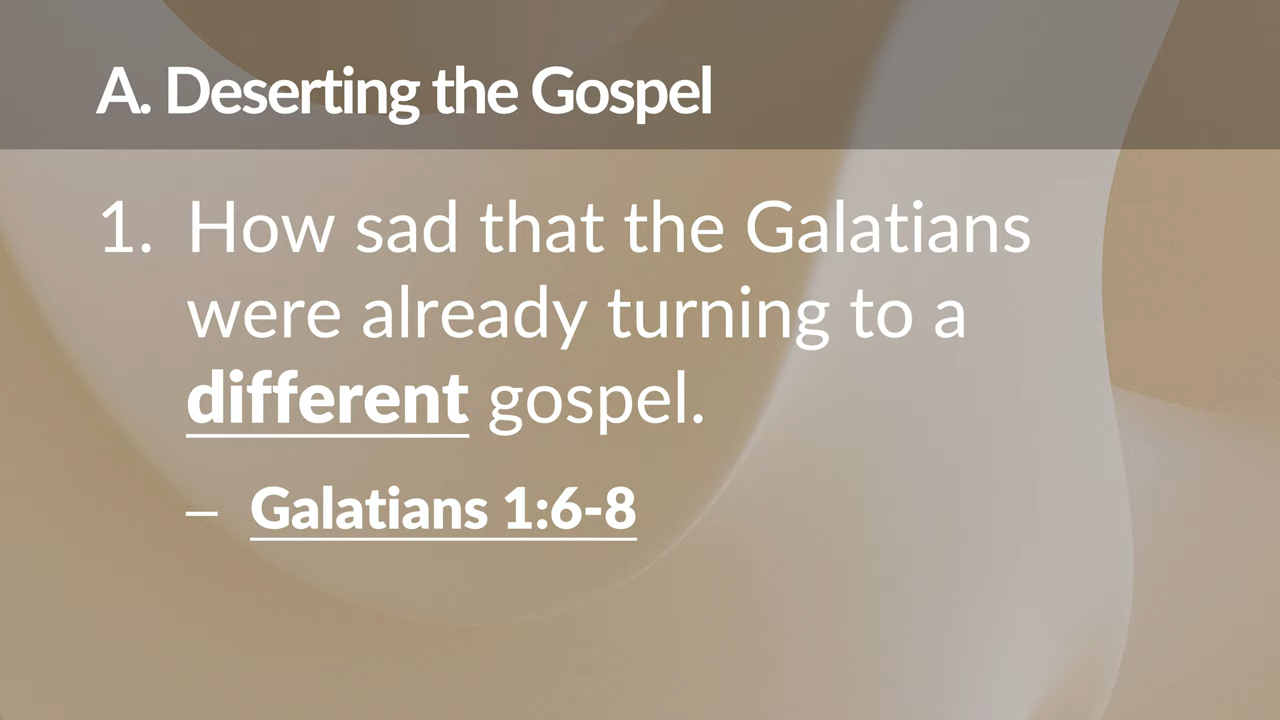 A. Deserting the Gospel
1. How sad that the Galatians
were already turning to a
different gospel.
– Galatians 1:6-8